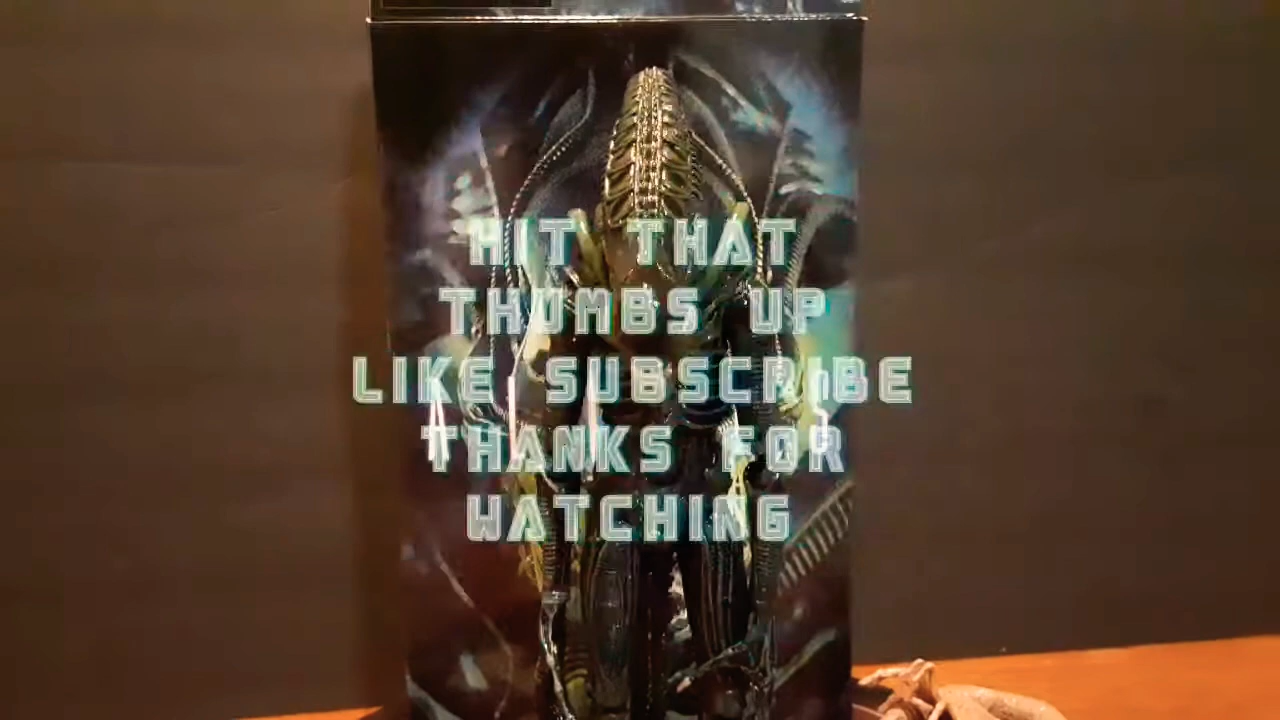 HIT THAT
THUMBS UP
LIKE SUBSCRIBE
THANKS FOR
WATCHING